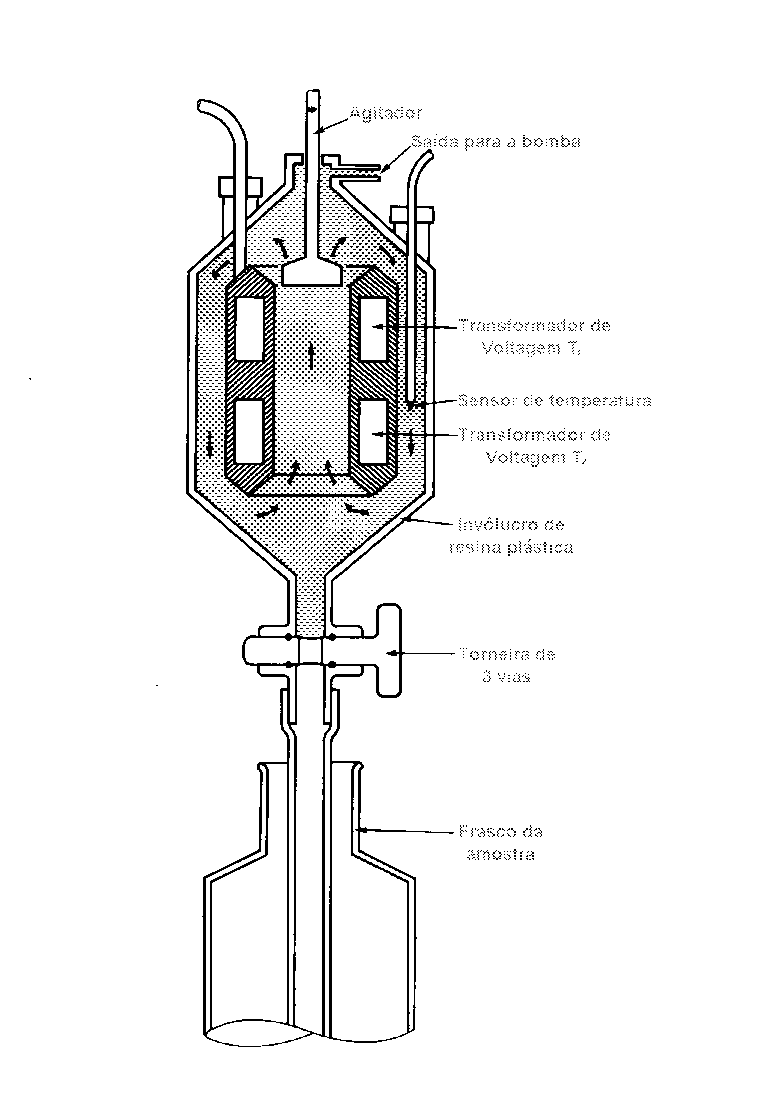 Agitador
Saída para a bomba
Transformador de
Voltagem T
Sensor de temperatura
Transformador de
Voltagem T
Invólucro de
resina plástica
Torneira de
3 vias
Frasco da
amostra